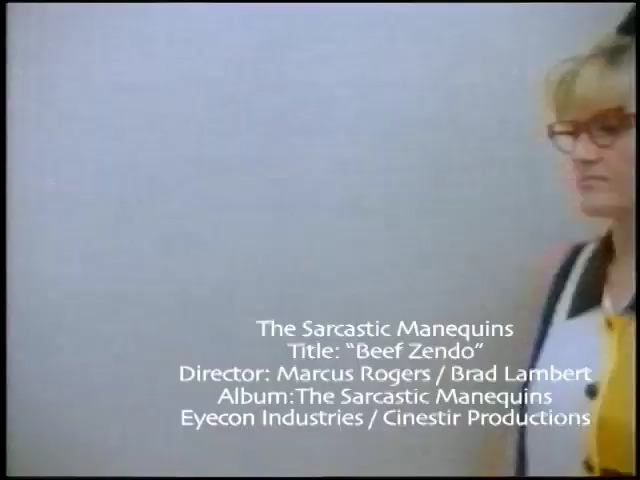 The Sarcastic Manequins
Title: “Beef Zendo”
Director: Marcus Rogers / Brad Lambert
Album:The Sarcastic Manequins
Eyecon Industries / Cinestir Productions